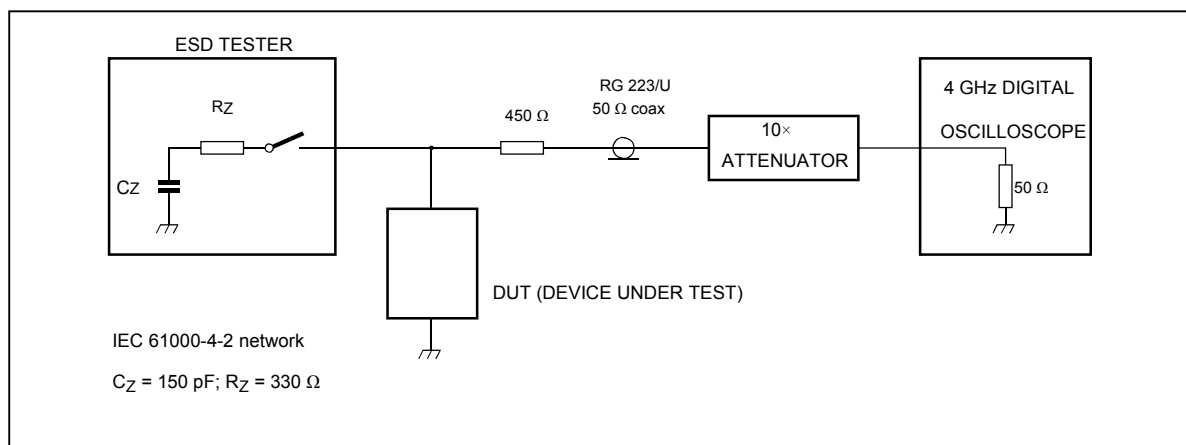 ESD TESTER
RZ
CZ
450 Ω
RG 223/U
50 Ω coax
10×
ATTENUATOR
4 GHz DIGITAL
OSCILLOSCOPE
50 Ω
DUT (DEVICE UNDER TEST)
IEC 61000-4-2 network
CZ = 150 pF; RZ = 330 Ω